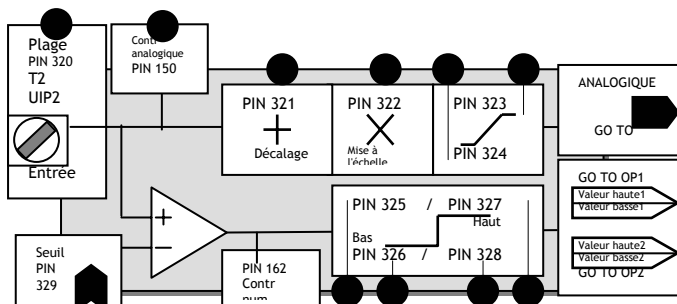 Plage
PIN 320
T2
UIP2
Entrée
Contr
analogique
PIN 150
PIN 321
Décalage
PIN 322
Mise à
l'échelle
PIN 323
PIN 324
ANALOGIQUE
GO TO
PIN 325 / PIN 327
Haut
Bas
PIN 326 / PIN 328
GO TO OP1
Valeur haute1
Valeur basse1
Valeur haute2
Valeur basse2
GO TO OP2
Seuil
PIN
329
PIN 162
Contr
num